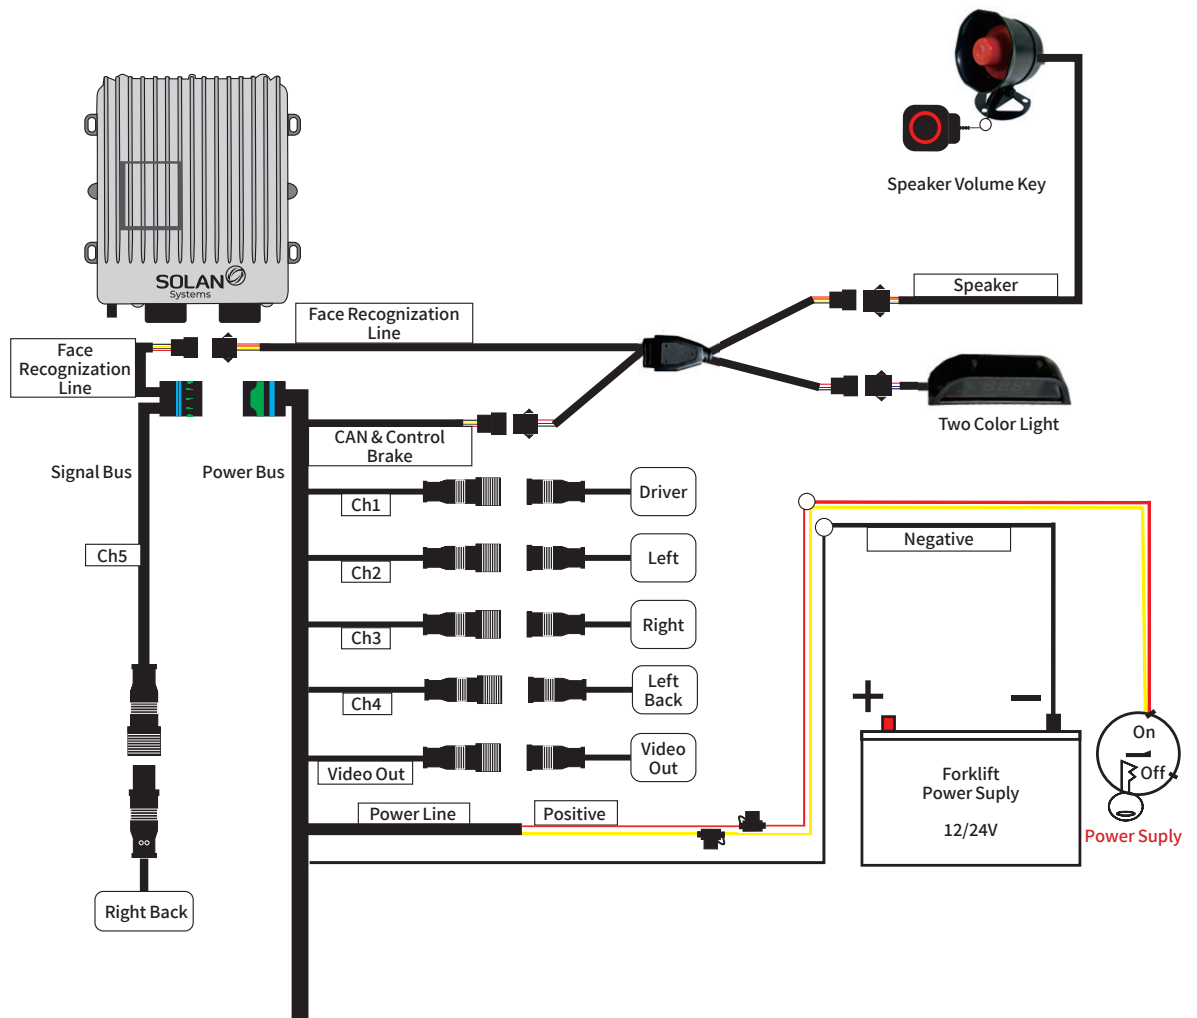 Speaker Volume Key
SOLAN
Systems
Speaker
Face Recognization
Line
Face
Recognization
Line
Two Color Light
CAN & Control
Brake
Signal Bus
Power Bus
Ch1
Driver
Negative
Ch5
Ch2
Left
Ch3
Right
Ch4
Left
Back
+
−
On
Off
Video Out
Video
Out
Forklift
Power Suply
12/24V
Power Line
Positive
Power Suply
Right Back